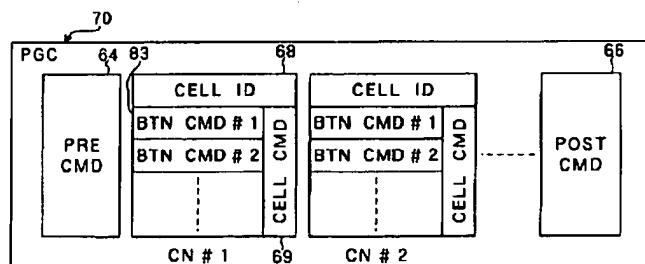 70
PGC
64
83
68
66
PRE
CMD
CELL ID
BTN CMD # 1
BTN CMD # 2
CELL CMD
69
CN # 1
CELL ID
BTN CMD # 1
BTN CMD # 2
CELL CMD
CN # 2
POST
CMD